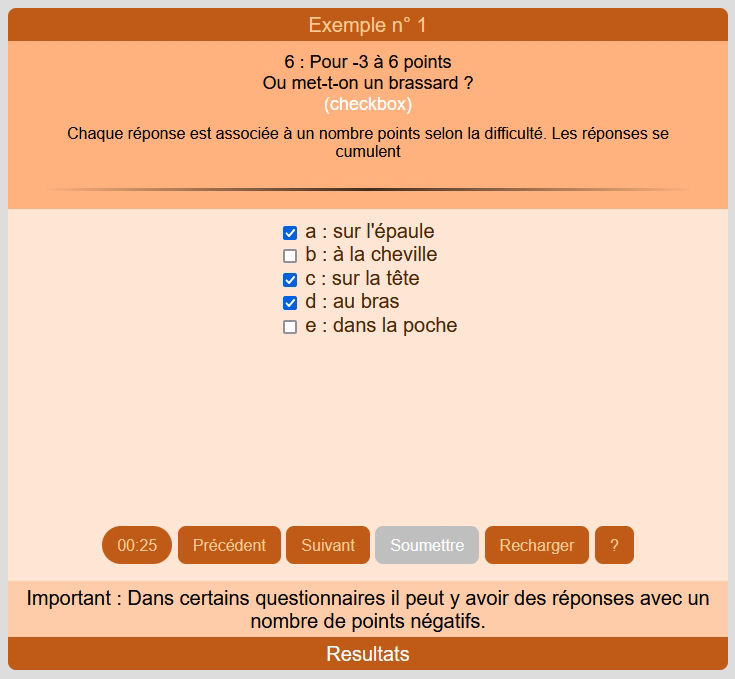 Exemple n° 1
6 : Pour -3 à 6 points
Ou met-t-on un brassard ?
(checkbox)
Chaque réponse est associée à un nombre points selon la difficulté. Les réponses se
cumulent
a : sur l'épaule
b : à la cheville
c : sur la tête
d : au bras
e : dans la poche
00:25 Précédent Suivant Soumettre Recharger ?
Important : Dans certains questionnaires il peut y avoir des réponses avec un
nombre de points négatifs.
Resultats